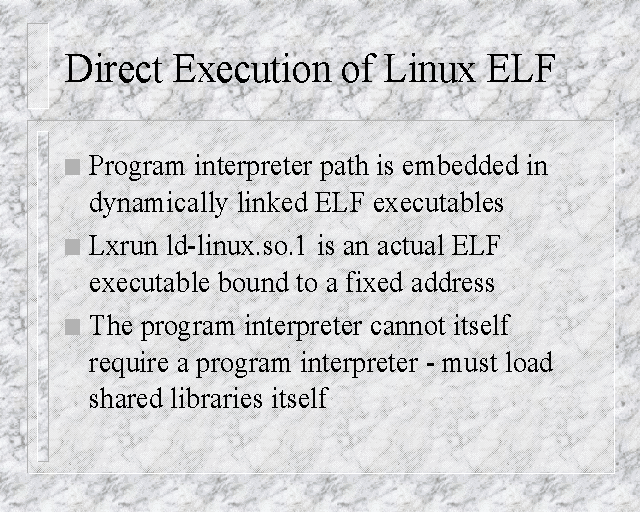 Direct Execution of Linux ELF
Program interpreter path is embedded in
dynamically linked ELF executables
Lxrun ld-linux.so.1 is an actual ELF
executable bound to a fixed address
The program interpreter cannot itself
require a program interpreter - must load
shared libraries itself